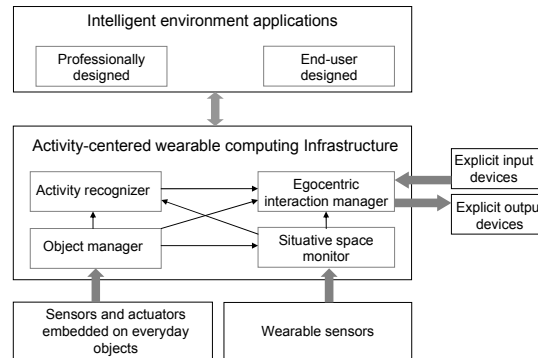 Intelligent environment applications
Professionally
designed
End-user
designed
Activity-centered wearable computing Infrastructure
Activity recognizer
Egocentric
interaction manager
Object manager
Situative space
monitor
Explicit input
devices
Explicit output
devices
Sensors and actuators
embedded on everyday
objects
Wearable sensors